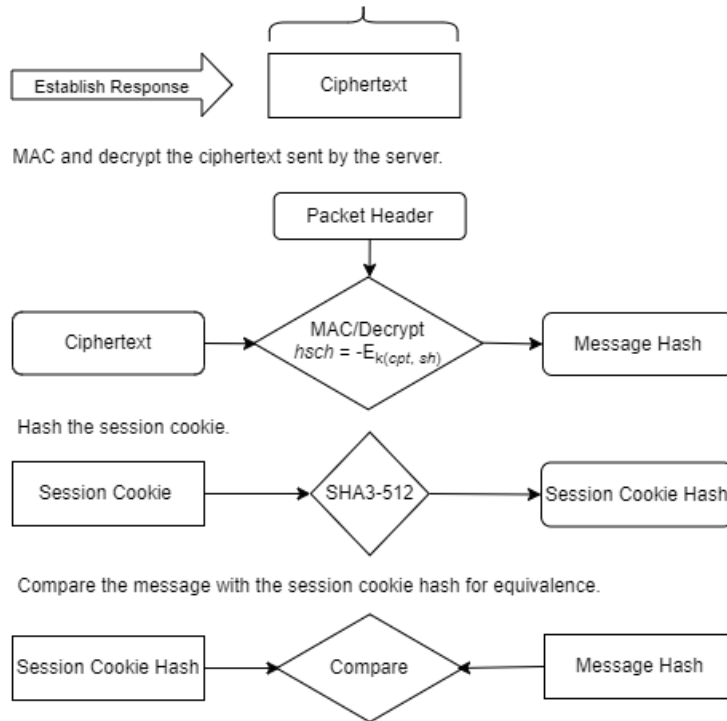 Establish Response
Ciphertext
MAC and decrypt the ciphertext sent by the server.
Packet Header
Ciphertext
MAC/Decrypt
hsch = -Ek(cpt, sh)
Message Hash
Hash the session cookie.
Session Cookie
SHA3-512
Session Cookie Hash
Compare the message with the session cookie hash for equivalence.
Session Cookie Hash
Compare
Message Hash